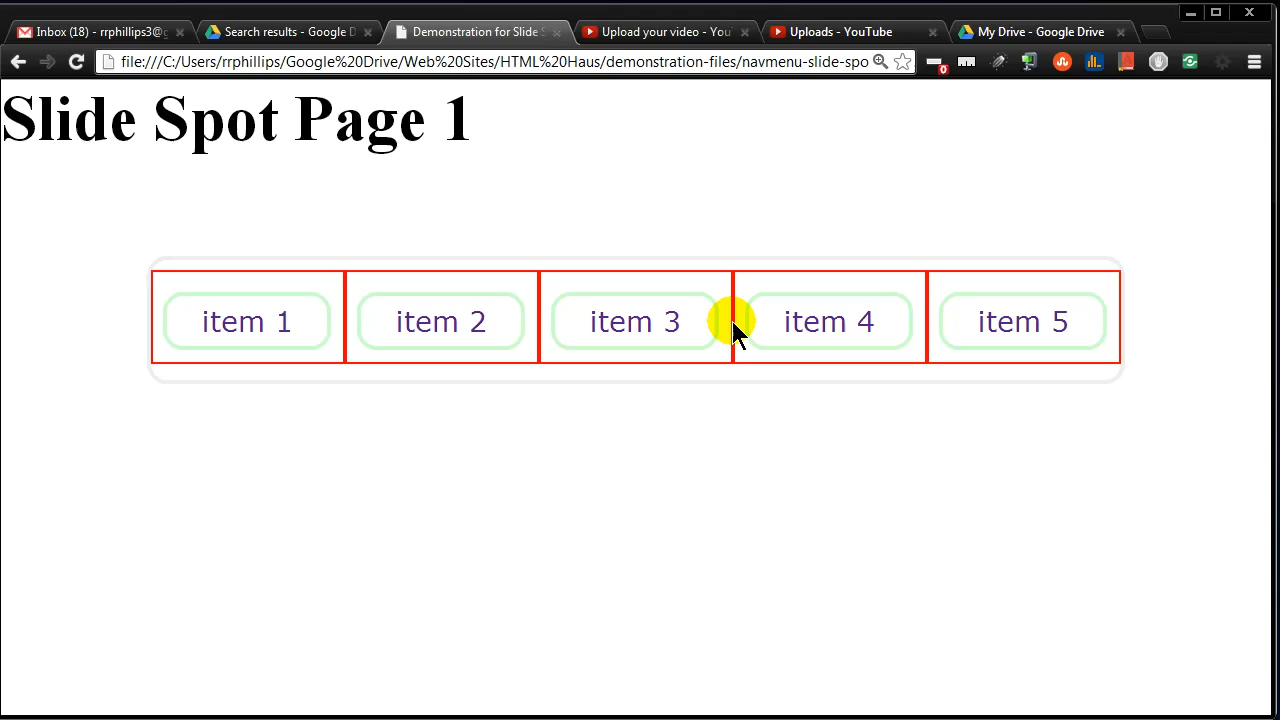 Inbox (18) - rrphillips3@g
Search results - Google D
Demonstration for Slide S
Upload your video - You
Uploads - YouTube
My Drive - Google Drive
file:///C:/Users/rrphillips/Google%20Drive/Web%20Sites/HTML%20Haus/demonstration-files/navmenu-slide-spo
0
Slide Spot Page 1
item 1
item 2
item 3
item 4
item 5